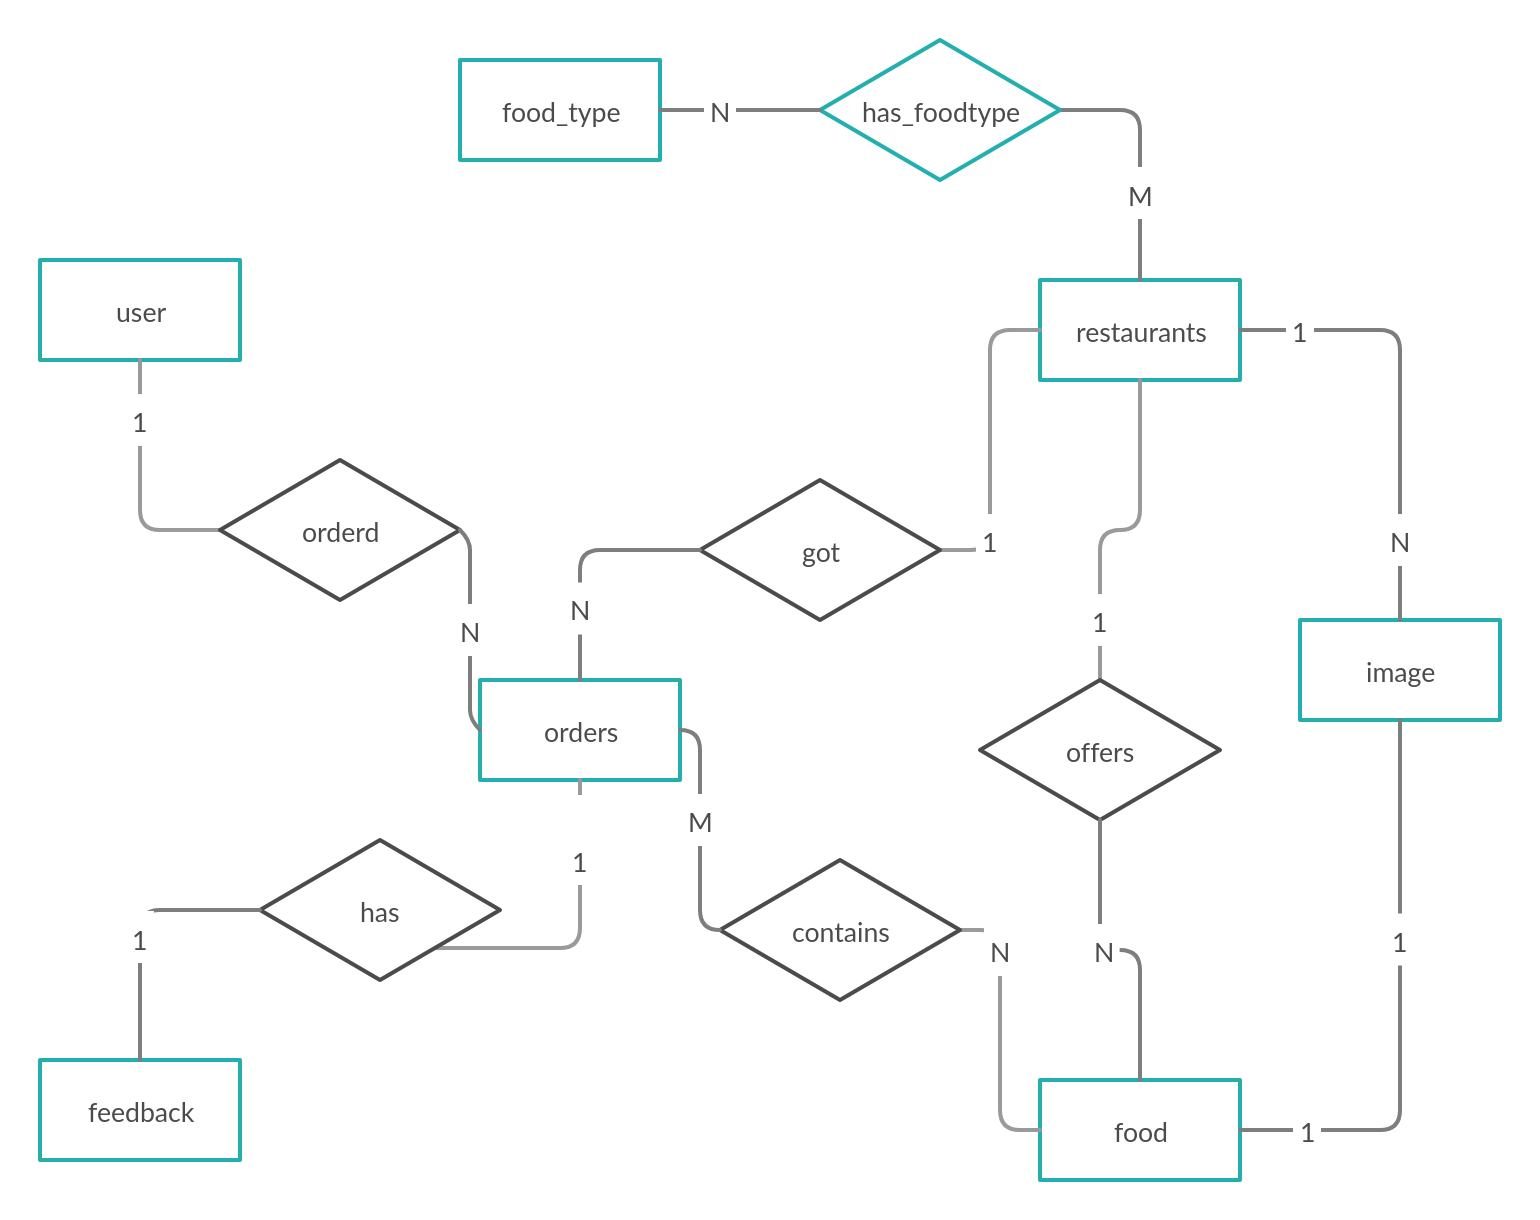 food_type
N
has_foodtype
M
user
restaurants
1
1
orderd
got
1
N
N
1
N
image
orders
offers
M
1
has
contains
1
N
N
1
feedback
food
1